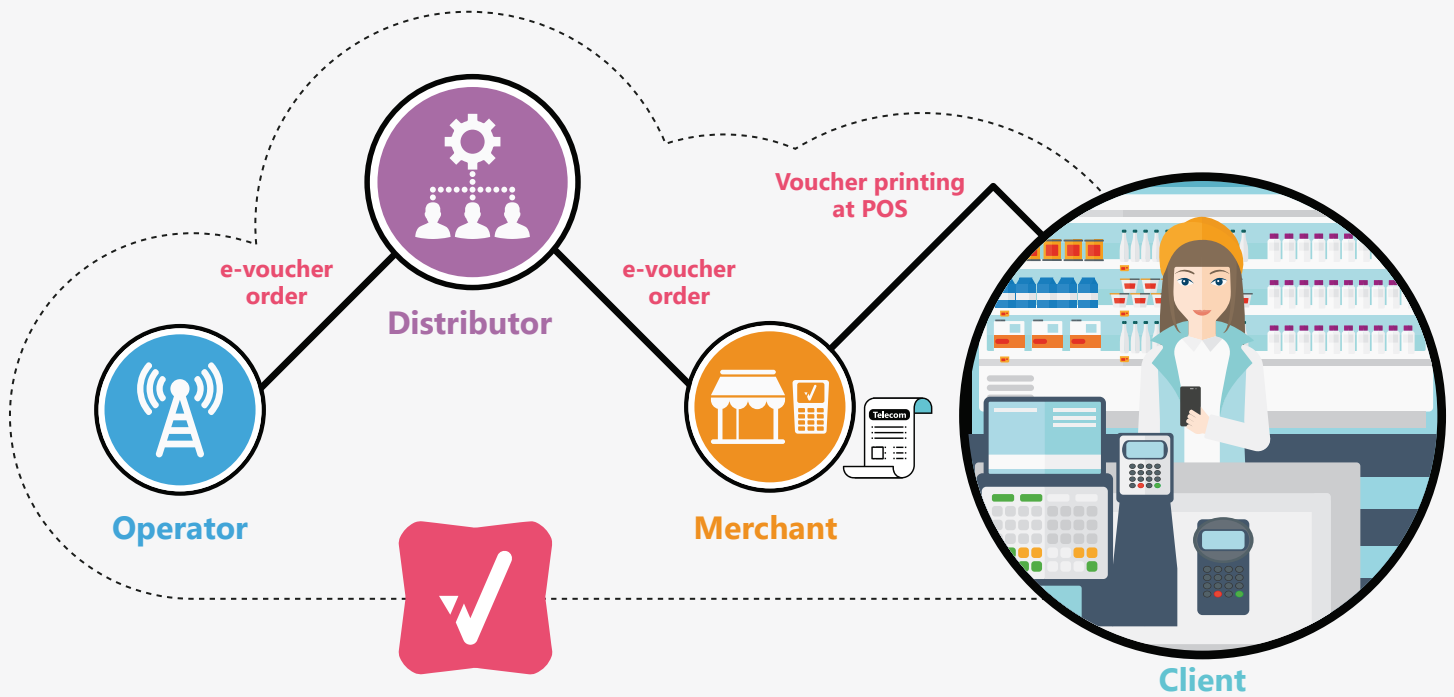 e-voucher
order
Distributor
e-voucher
order
Voucher printing
at POS
Telecom
Operator
Merchant
Client